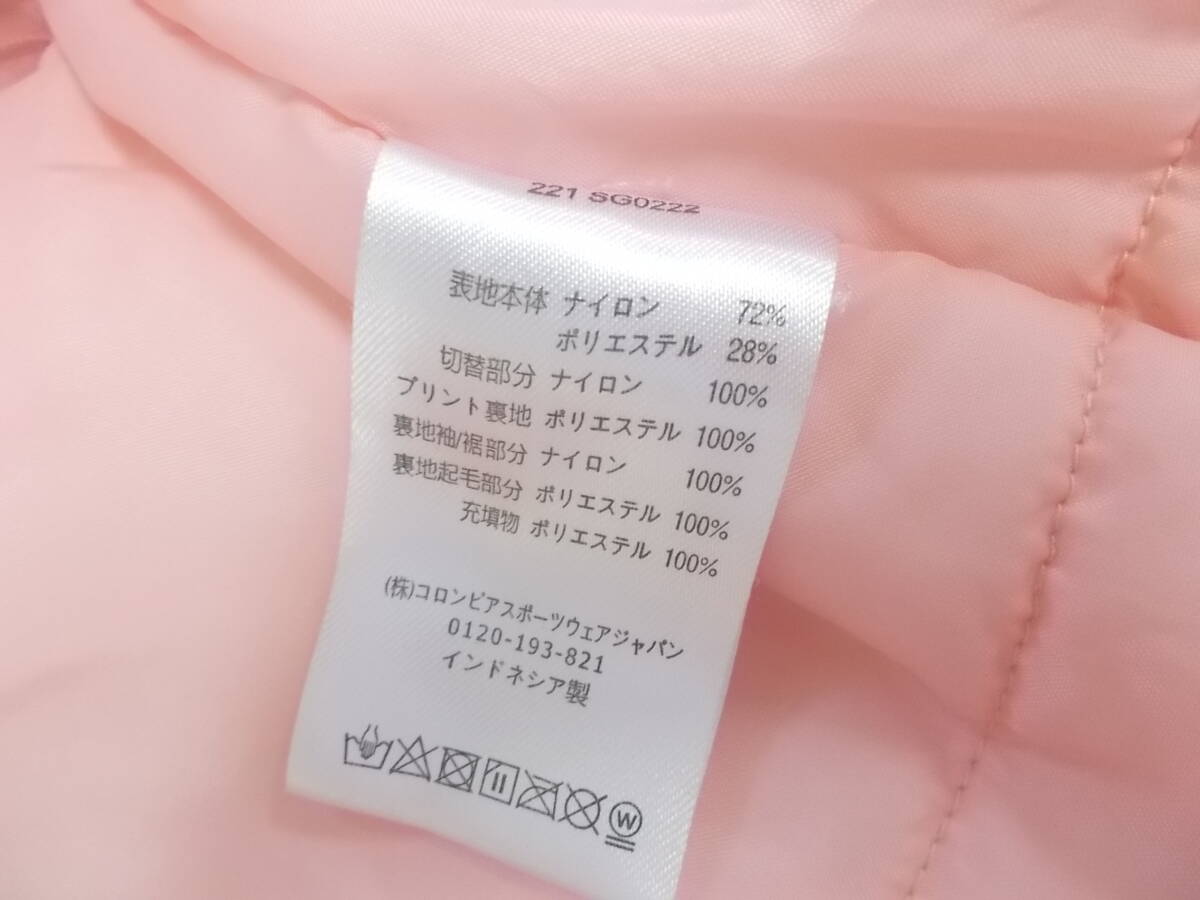 221 SG0222
表地本体 ナイロン 72%
ポリエステル 28%
切替部分 ナイロン 100%
プリント裏地 ポリエステル 100%
裏地袖/裾部分 ナイロン 100%
裏地起毛部分 ポリエステル 100%
充填物 ポリエステル 100%
(株)コロンビアスポーツウェアジャパン
0120-193-821
インドネシア製
W